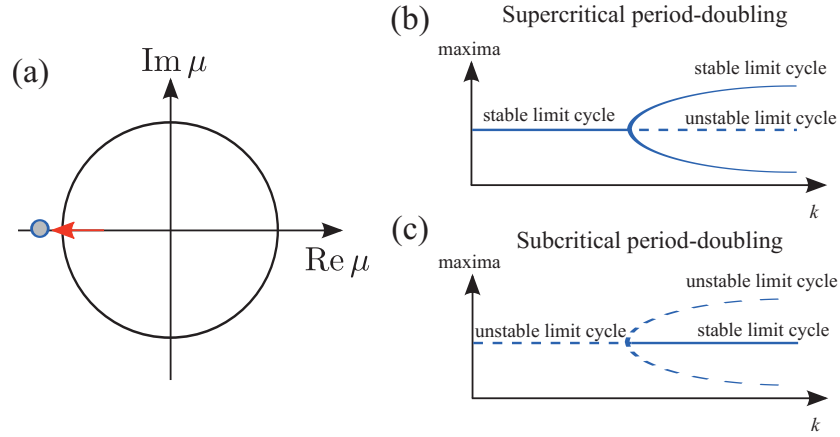 (a)
Im μ
Re μ
(b)
Supercritical period-doubling
maxima
stable limit cycle
stable limit cycle
unstable limit cycle
k
(c)
Subcritical period-doubling
maxima
unstable limit cycle
unstable limit cycle
stable limit cycle
k